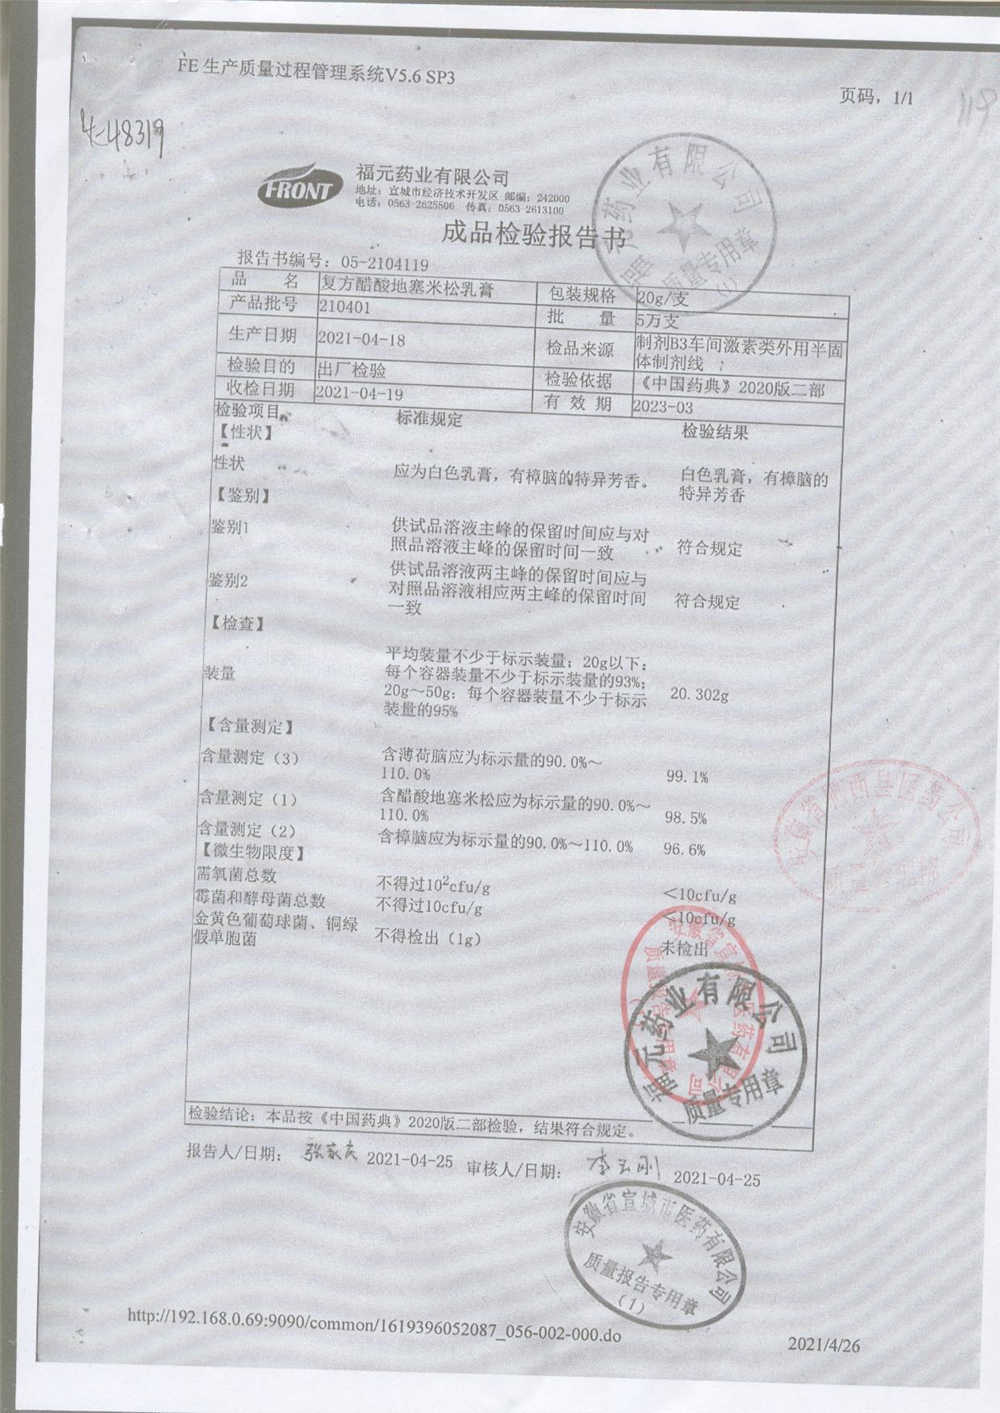 FE 生产质量过程管理系统V5.6 SP3
页码，1/1
119
48319
FRONT
福元药业有限公司
地址：宣城市经济技术开发区 邮编：242000
电话：0563-2625506 传真：0563-2613100
成品检验报告书
报告书编号：05-2104119
品 名 复方醋酸地塞米松乳膏 包装规格 20g/支
产品批号 210401 批 量 5万支
生产日期 2021-04-18 检品来源 制剂B3车间激素类外用半固体制剂线
检验目的 出厂检验 检验依据 《中国药典》2020版二部
收检日期 2021-04-19 有 效 期 2023-03
检验项目 标准规定 检验结果
【性状】
性状 应为白色乳膏，有樟脑的特异芳香。 白色乳膏，有樟脑的
特异芳香
【鉴别】
鉴别1 供试品溶液主峰的保留时间应与对
照品溶液主峰的保留时间一致 符合规定
鉴别2 供试品溶液两主峰的保留时间应与
对照品溶液相应两主峰的保留时间 符合规定
一致
【检查】
装量 平均装量不少于标示装量；20g以下：
每个容器装量不少于标示装量的93%；
20g～50g：每个容器装量不少于标示 20.302g
装量的95%
【含量测定】
含量测定（3） 含薄荷脑应为标示量的90.0%～
110.0% 99.1%
含量测定（1） 含醋酸地塞米松应为标示量的90.0%～
110.0% 98.5%
含量测定（2） 含樟脑应为标示量的90.0%～110.0% 96.6%
【微生物限度】
需氧菌总数 不得过10²cfu/g ＜10cfu/g
霉菌和酵母菌总数 不得过10cfu/g ＜10cfu/g
金黄色葡萄球菌、铜绿
假单胞菌 不得检出（1g） 未检出
福元药业有限公司
质量专用章
(1)
福元药业有限公司
质量专用章
检验结论：本品按《中国药典》2020版二部检验，结果符合规定。
报告人/日期： 2021-04-25 审核人/日期： 李云刚 2021-04-25
安徽省宣城市医药有限公司
质量报告专用章
(1)
http://192.168.0.69:9090/common/1619396052087_056-002-000.do
2021/4/26